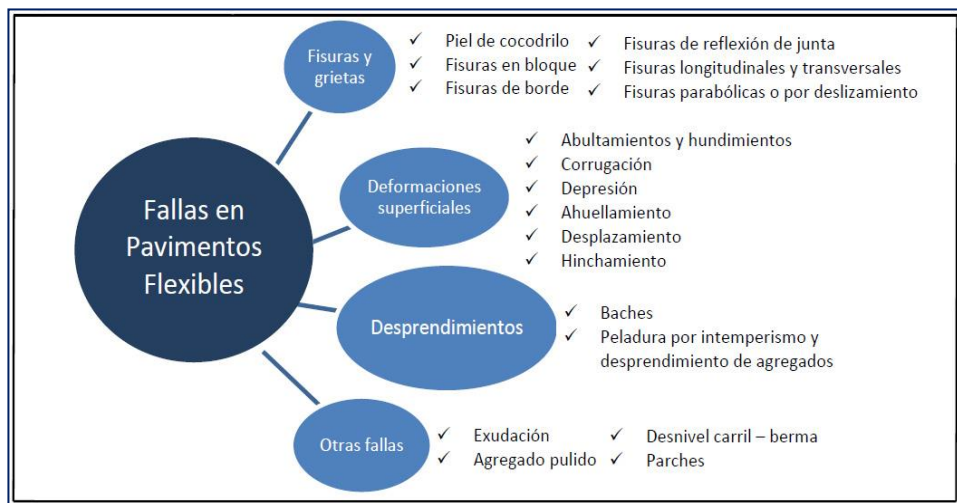 Fallas en
Pavimentos
Flexibles
Fisuras y
grietas
✓ Piel de cocodrilo
✓ Fisuras en bloque
✓ Fisuras de borde
✓ Fisuras de reflexión de junta
✓ Fisuras longitudinales y transversales
✓ Fisuras parabólicas o por deslizamiento
Deformaciones
superficiales
✓ Abultamientos y hundimientos
✓ Corrugación
✓ Depresión
✓ Ahuellamiento
✓ Desplazamiento
✓ Hinchamiento
Desprendimientos
✓ Baches
✓ Peladura por intemperismo y
desprendimiento de agregados
Otras fallas
✓ Exudación
✓ Agregado pulido
✓ Desnivel carril – berma
✓ Parches